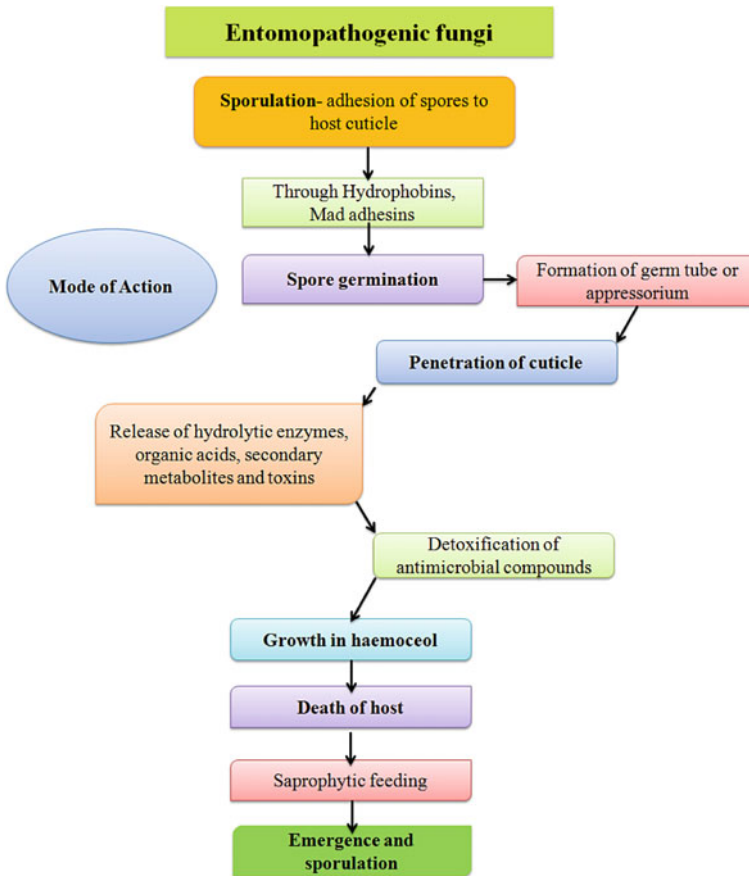 Entomopathogenic fungi
Sporulation- adhesion of spores to
host cuticle
Through Hydrophobins,
Mad adhesins
Mode of Action
Spore germination
Formation of germ tube or
appressorium
Penetration of cuticle
Release of hydrolytic enzymes,
organic acids, secondary
metabolites and toxins
Detoxification of
antimicrobial compounds
Growth in haemoceol
Death of host
Saprophytic feeding
Emergence and
sporulation